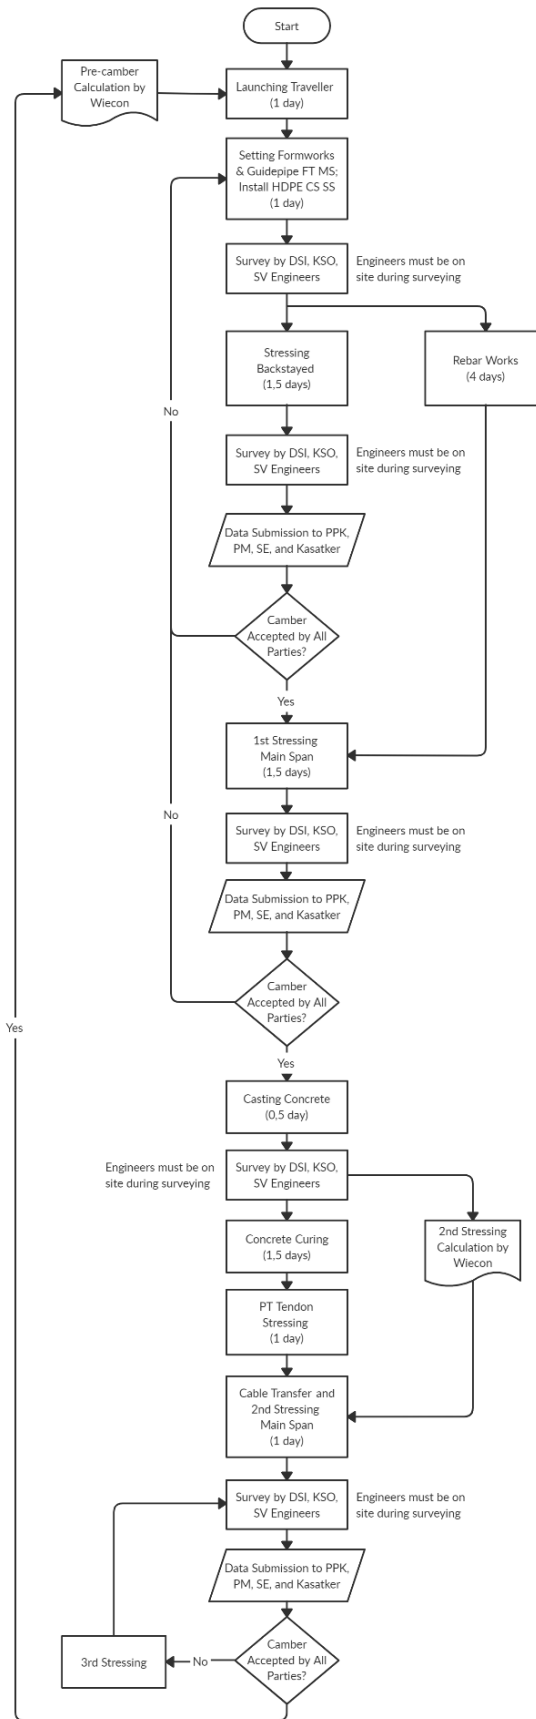 Start
Pre-camber
Calculation by
Wiecon
Launching Traveller
(1 day)
Setting Formworks
& Guidepipe FT MS;
Install HDPE CS SS
(1 day)
Survey by DSI, KSO,
SV Engineers
Engineers must be on
site during surveying
Stressing
Backstayed
(1,5 days)
Rebar Works
(4 days)
No
Survey by DSI, KSO,
SV Engineers
Engineers must be on
site during surveying
Data Submission to PPK,
PM, SE, and Kasatker
Camber
Accepted by All
Parties?
Yes
1st Stressing
Main Span
(1,5 days)
No
Survey by DSI, KSO,
SV Engineers
Engineers must be on
site during surveying
Data Submission to PPK,
PM, SE, and Kasatker
Camber
Accepted by All
Parties?
Yes
Yes
Casting Concrete
(0,5 day)
Engineers must be on
site during surveying
Survey by DSI, KSO,
SV Engineers
Concrete Curing
(1,5 days)
2nd Stressing
Calculation by
Wiecon
PT Tendon
Stressing
(1 day)
Cable Transfer and
2nd Stressing
Main Span
(1 day)
Survey by DSI, KSO,
SV Engineers
Engineers must be on
site during surveying
Data Submission to PPK,
PM, SE, and Kasatker
Camber
Accepted by All
Parties?
No
3rd Stressing